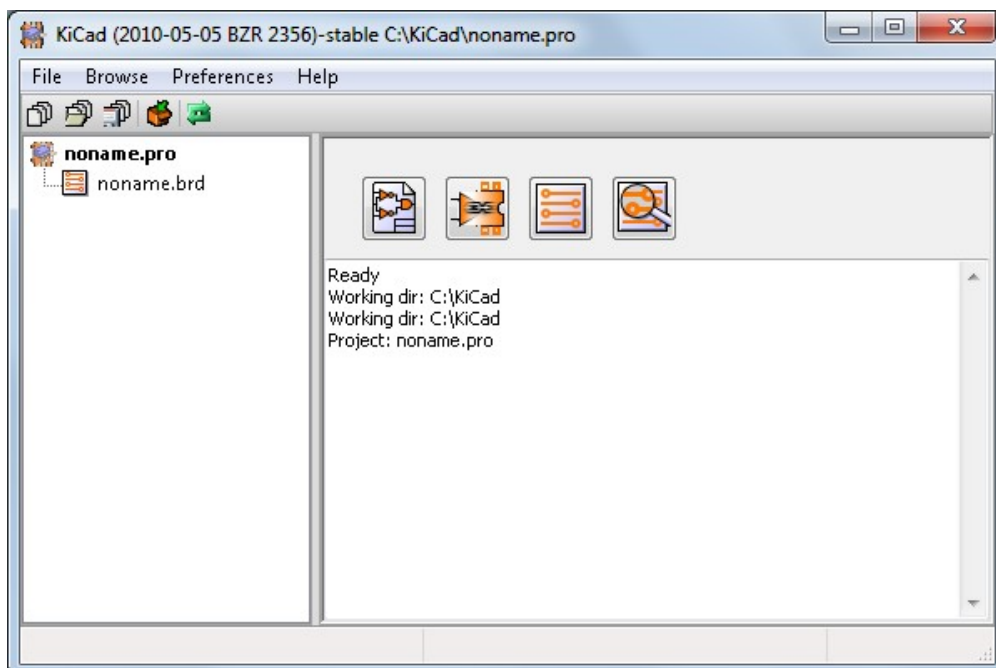 KiCad (2010-05-05 BZR 2356)-stable C:\KiCad\noname.pro
File Browse Preferences Help
noname.pro
noname.brd
Ready
Working dir: C:\KiCad
Working dir: C:\KiCad
Project: noname.pro